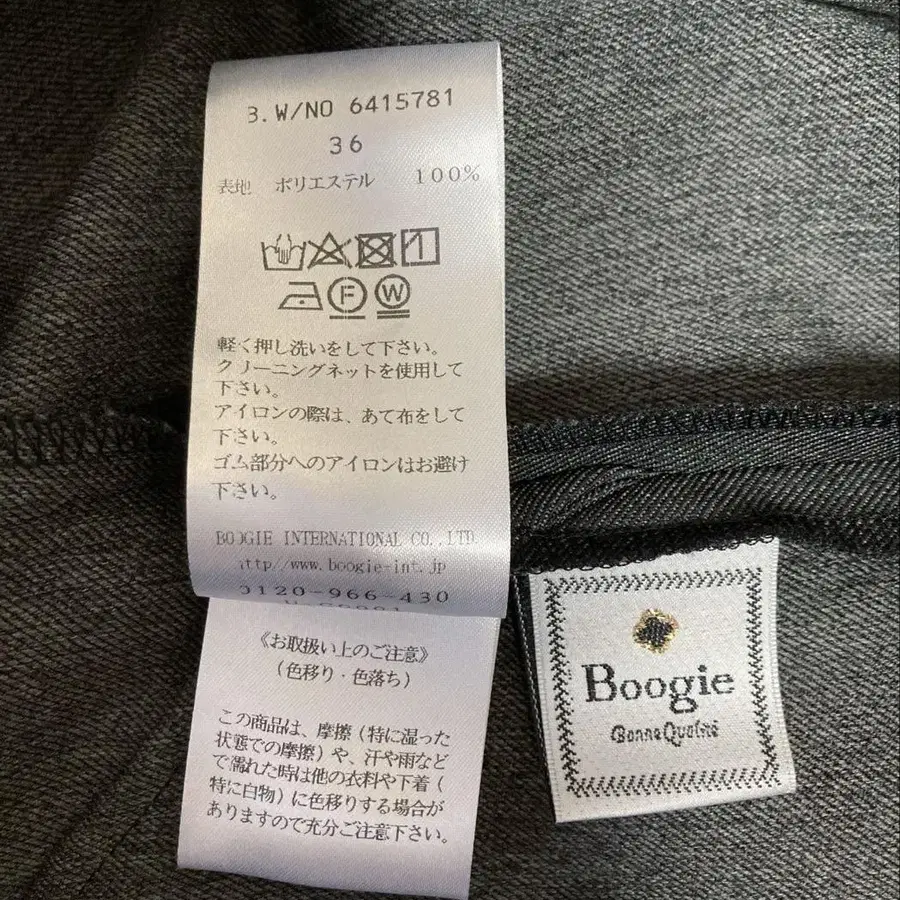 3.W/NO 6415781
36
表地 ポリエステル 100%
F W
軽く押し洗いをして下さい。
クリーニングネットを使用して
下さい。
アイロンの際は、あて布をして
下さい。
ゴム部分へのアイロンはお避け
下さい。
BOOGIE INTERNATIONAL CO.,LTD
http//www.boogie-int.jp
0120-966-430
《お取扱い上のご注意》
(色移り・色落ち)
この商品は、摩擦(特に湿った
状態での摩擦)や、汗や雨など
で濡れた時は他の衣料や下着(
特に白物)に色移りする場合が
ありますので充分ご注意下さい。
Boogie
BonneQualité